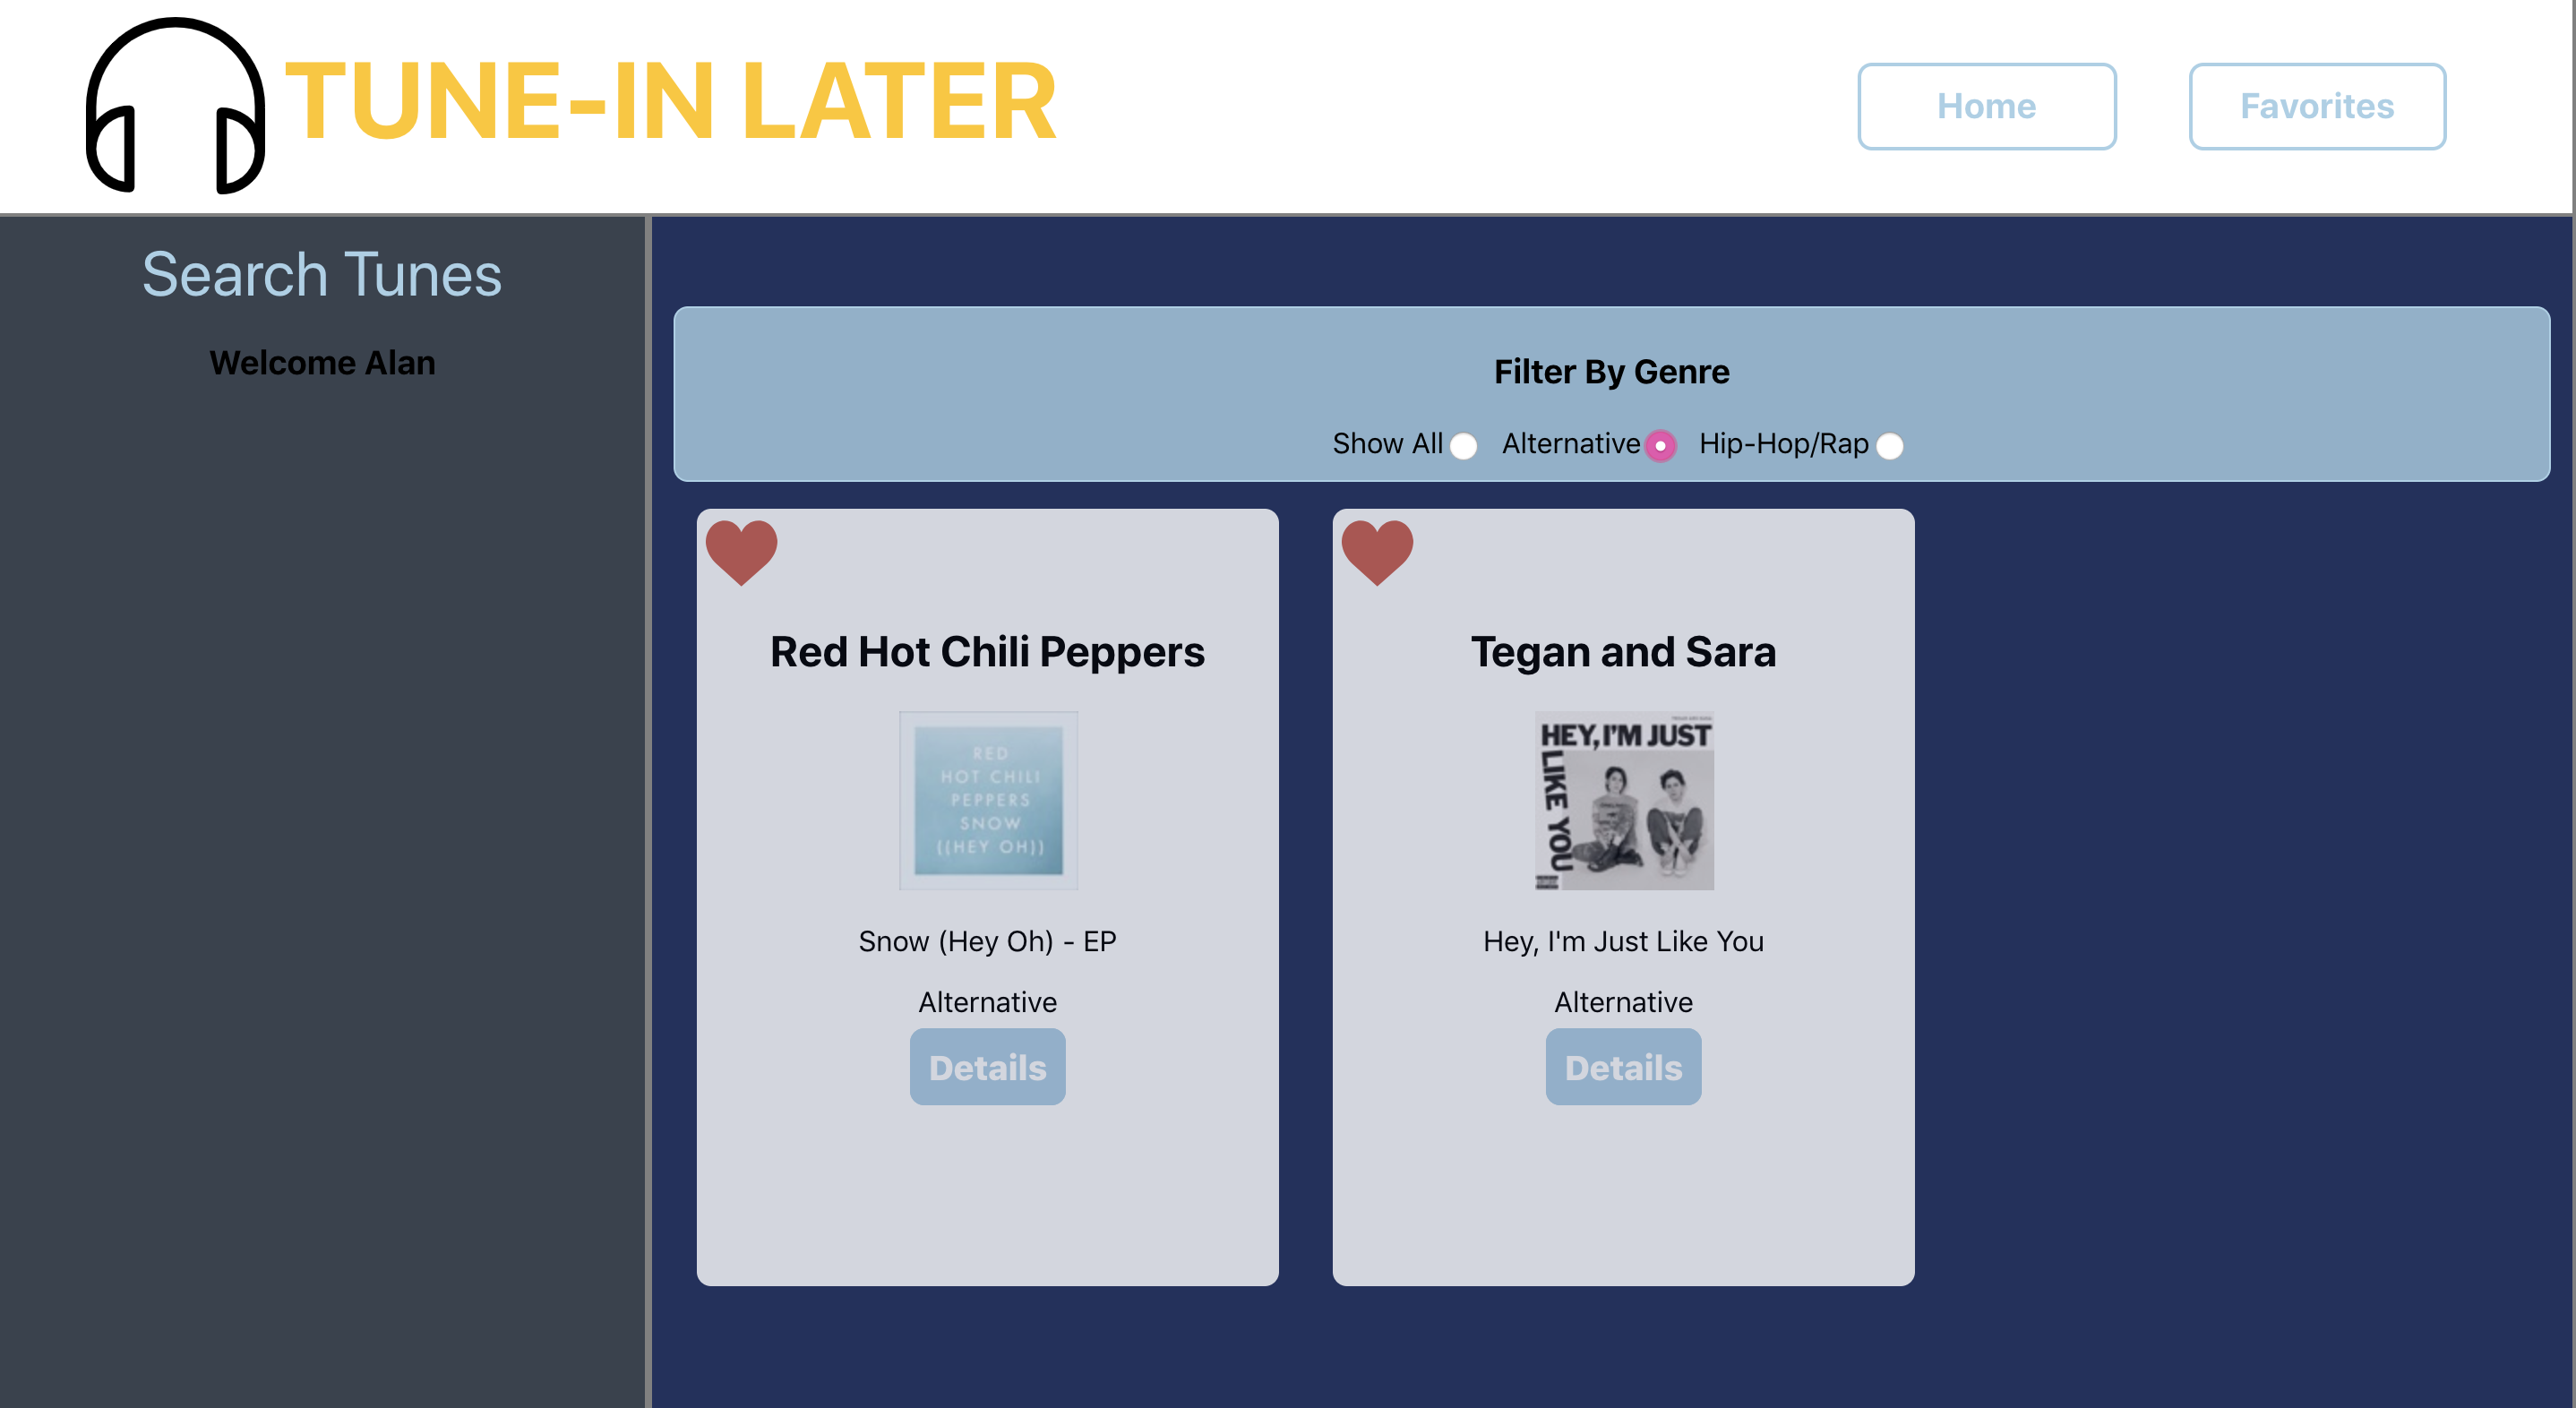 TUNE-IN LATER
Home
Favorites
Search Tunes
Welcome Alan
Filter By Genre
Show All Alternative Hip-Hop/Rap
Red Hot Chili Peppers
RED
HOT CHILI
PEPPERS
SNOW
((HEY OH))
Snow (Hey Oh) - EP
Alternative
Details
Tegan and Sara
HEY, I'M JUST
LIKE YOU
Hey, I'm Just Like You
Alternative
Details